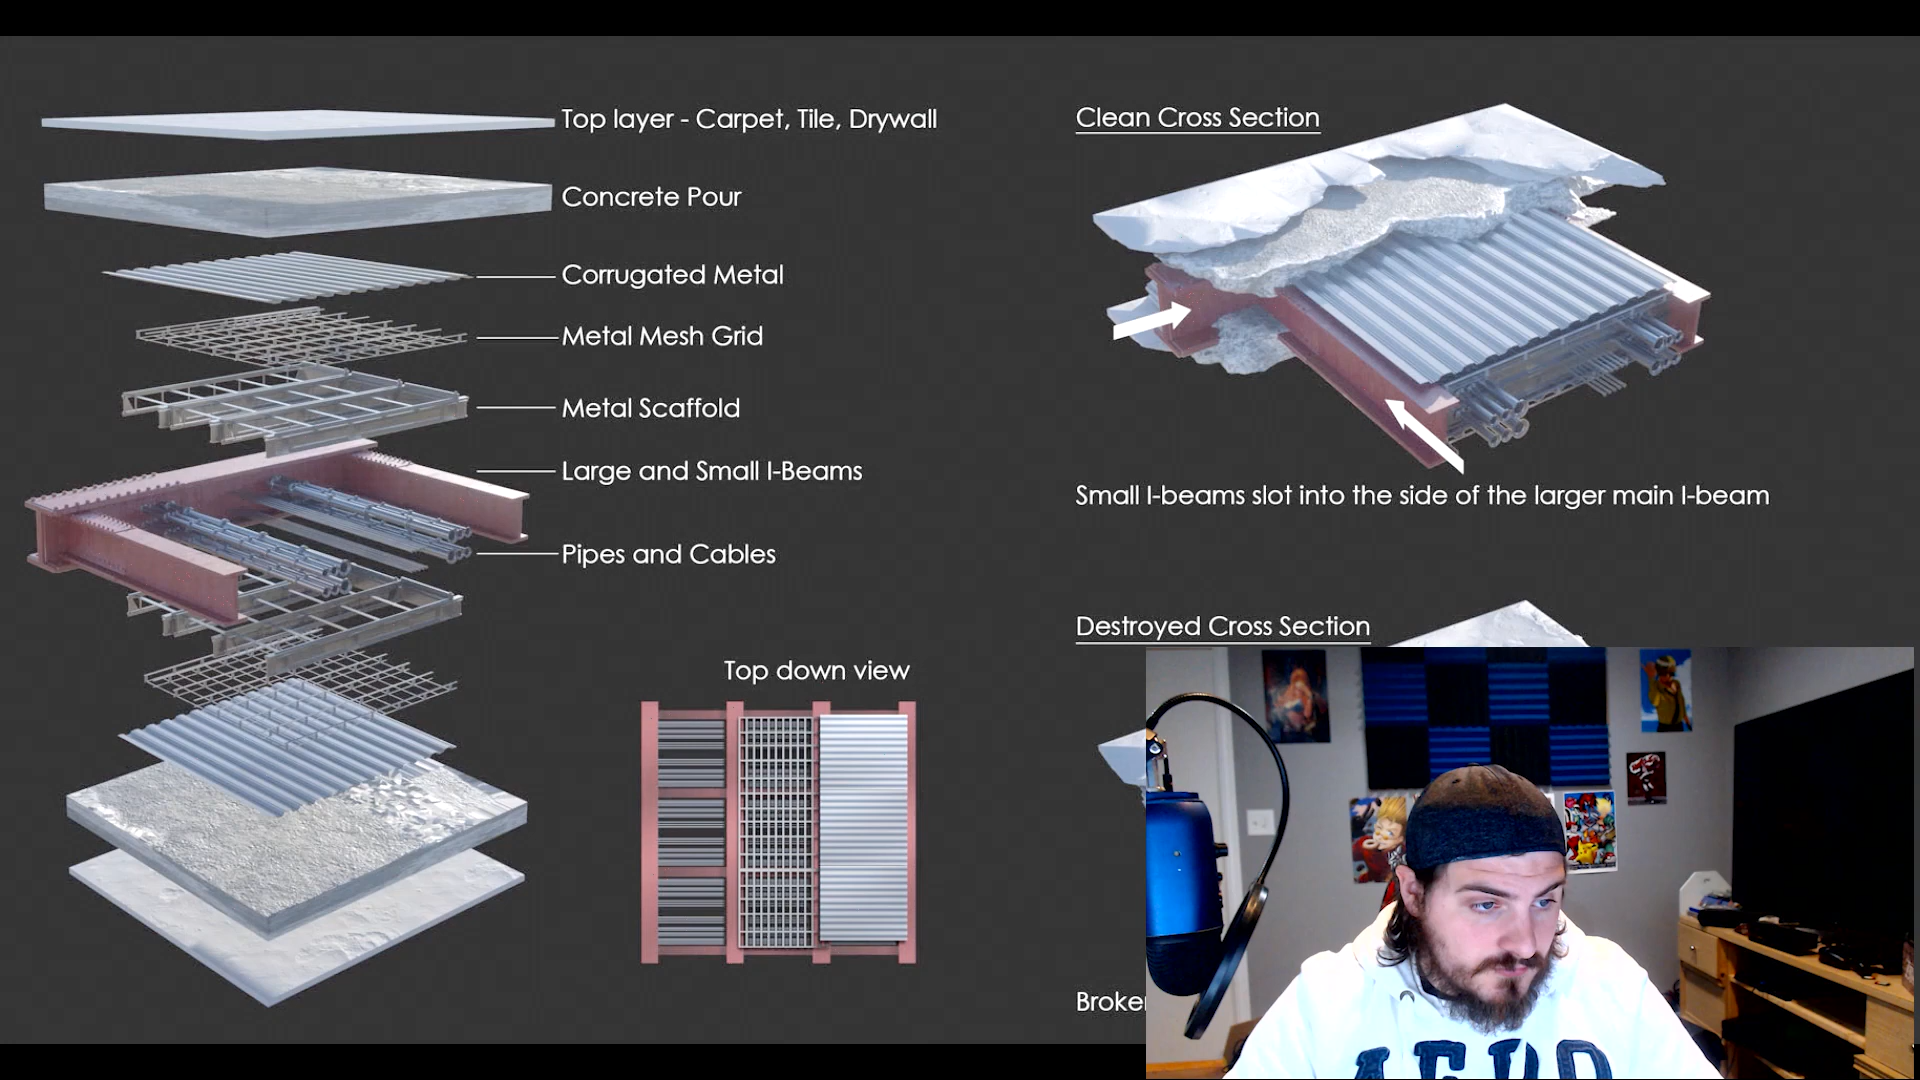 Top layer - Carpet, Tile, Drywall
Concrete Pour
Corrugated Metal
Metal Mesh Grid
Metal Scaffold
Large and Small I-Beams
Pipes and Cables
Top down view
Clean Cross Section
Small I-beams slot into the side of the larger main I-beam
Destroyed Cross Section